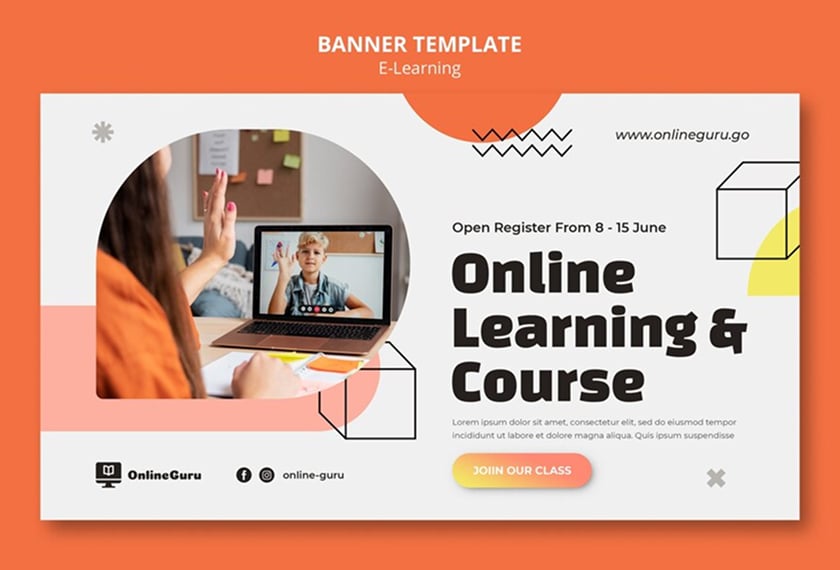 BANNER TEMPLATE
E-Learning
www.onlineguru.go
Open Register From 8 - 15 June
Online
Learning &
Course
Lorem ipsum dolor sit amet, consectetur elit, sed do eiusmod tempor
incididunt ut labore et dolore magna aliqua. Quis ipsum suspendisse
JOIIN OUR CLASS
OnlineGuru
online-guru